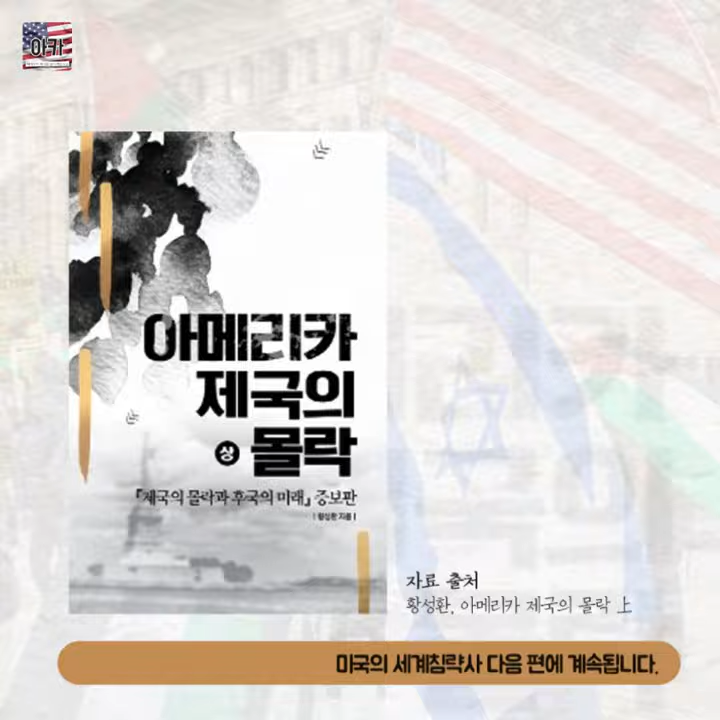 아카
아메리카
제국의
상 몰락
『제국의 몰락과 후국의 미래』 증보판
황성환 지음
자료 출처
황성환, 아메리카 제국의 몰락 上
미국의 세계침략사 다음 편에 계속됩니다.